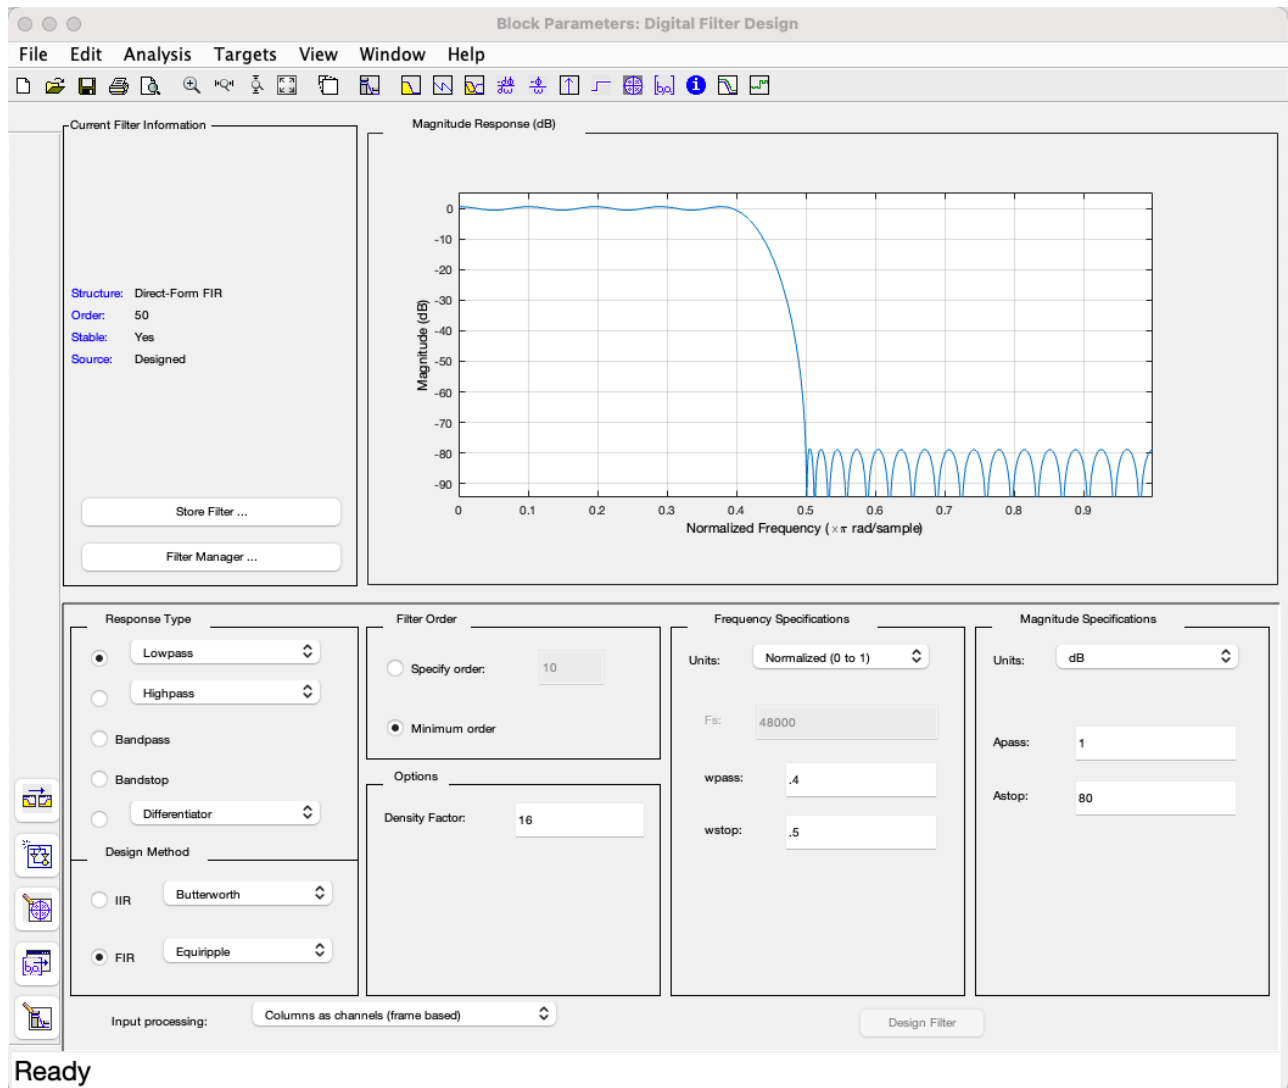 Block Parameters: Digital Filter Design
File Edit Analysis Targets View Window Help
Current Filter Information
Structure: Direct-Form FIR
Order: 50
Stable: Yes
Source: Designed
Store Filter ...
Filter Manager ...
Magnitude Response (dB)
Magnitude (dB)
0
-10
-20
-30
-40
-50
-60
-70
-80
-90
0 0.1 0.2 0.3 0.4 0.5 0.6 0.7 0.8 0.9
Normalized Frequency (×π rad/sample)
Response Type
Lowpass
Highpass
Bandpass
Bandstop
Differentiator
Design Method
IIR Butterworth
FIR Equiripple
Filter Order
Specify order: 10
Minimum order
Options
Density Factor: 16
Frequency Specifications
Units: Normalized (0 to 1)
Fs: 48000
wpass: .4
wstop: .5
Magnitude Specifications
Units: dB
Apass: 1
Astop: 80
Input processing: Columns as channels (frame based)
Design Filter
Ready